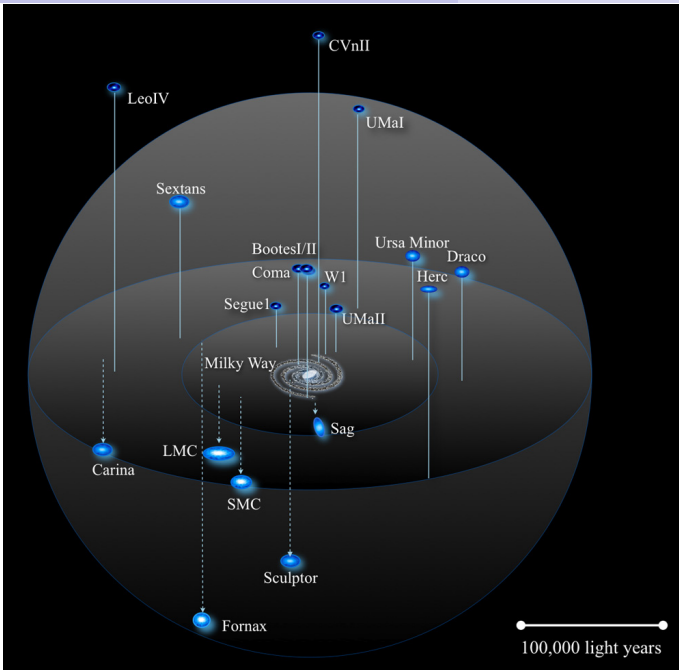 CVnII
LeoIV
UMaI
Sextans
Ursa Minor
BootesI/II
Draco
Coma
W1
Herc
Segue1
UMaII
Milky Way
Sag
LMC
Carina
SMC
Sculptor
Fornax
100,000 light years